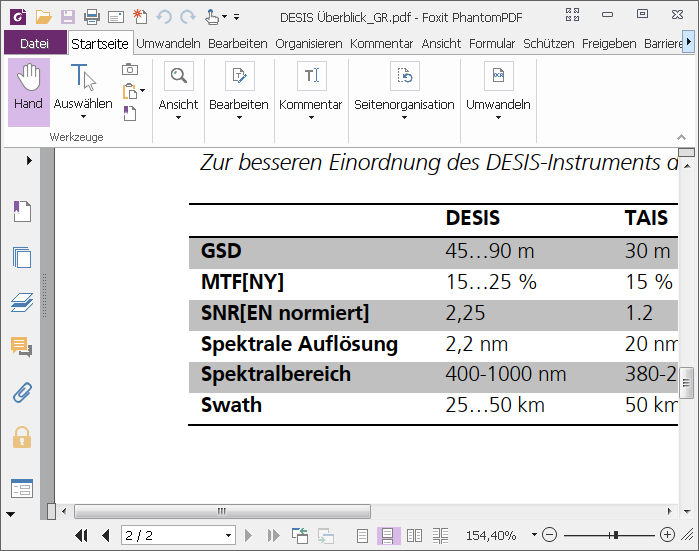 DESIS Überblick_GR.pdf - Foxit PhantomPDF
Datei Startseite Umwandeln Bearbeiten Organisieren Kommentar Ansicht Formular Schützen Freigeben Barriere
Hand Auswählen Ansicht Bearbeiten Kommentar Seitenorganisation Umwandeln
Werkzeuge
Zur besseren Einordnung des DESIS-Instruments d
DESIS TAIS
GSD 45...90 m 30 m
MTF[NY] 15...25 % 15 %
SNR[EN normiert] 2,25 1.2
Spektrale Auflösung 2,2 nm 20 nm
Spektralbereich 400-1000 nm 380-2
Swath 25...50 km 50 km
2 / 2 154,40%